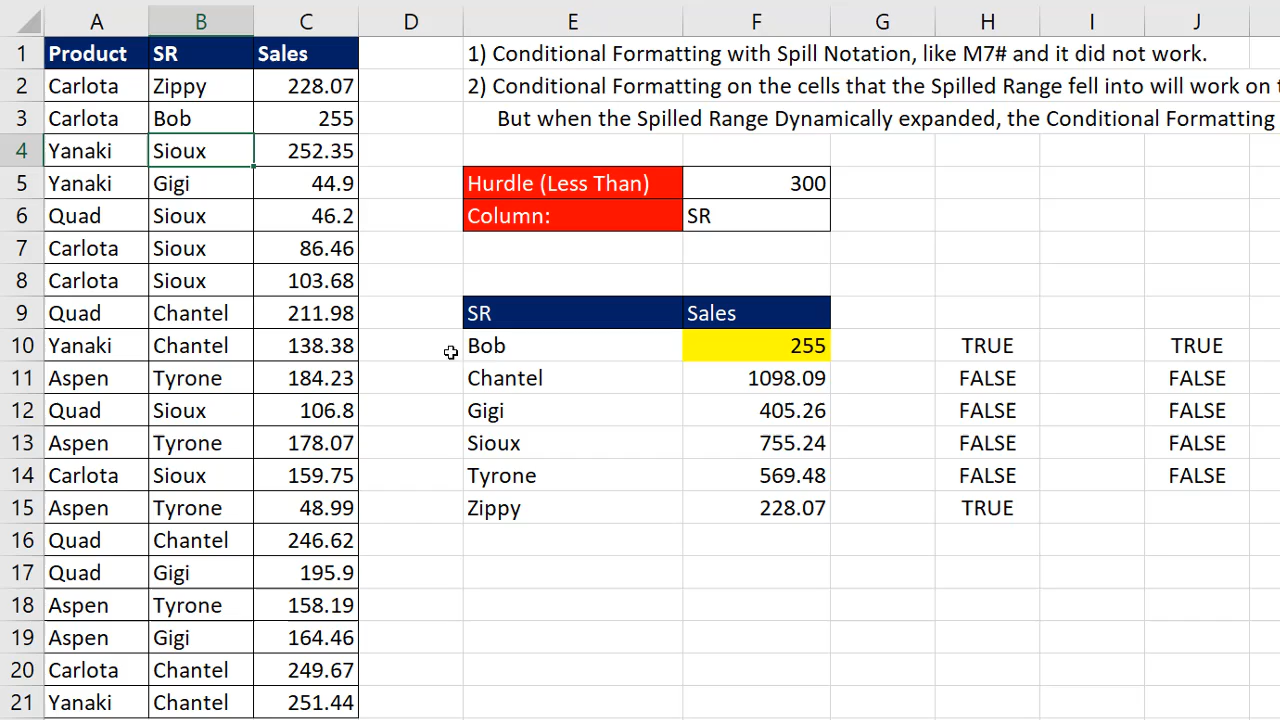 A B C D E F G H I J
1 Product SR Sales 1) Conditional Formatting with Spill Notation, like M7# and it did not work.
2 Carlota Zippy 228.07 2) Conditional Formatting on the cells that the Spilled Range fell into will work on
3 Carlota Bob 255 But when the Spilled Range Dynamically expanded, the Conditional Formatting
4 Yanaki Sioux 252.35
5 Yanaki Gigi 44.9 Hurdle (Less Than) 300
6 Quad Sioux 46.2 Column: SR
7 Carlota Sioux 86.46
8 Carlota Sioux 103.68
9 Quad Chantel 211.98 SR Sales
10 Yanaki Chantel 138.38 Bob 255 TRUE TRUE
11 Aspen Tyrone 184.23 Chantel 1098.09 FALSE FALSE
12 Quad Sioux 106.8 Gigi 405.26 FALSE FALSE
13 Aspen Tyrone 178.07 Sioux 755.24 FALSE FALSE
14 Carlota Sioux 159.75 Tyrone 569.48 FALSE FALSE
15 Aspen Tyrone 48.99 Zippy 228.07 TRUE
16 Quad Chantel 246.62
17 Quad Gigi 195.9
18 Aspen Tyrone 158.19
19 Aspen Gigi 164.46
20 Carlota Chantel 249.67
21 Yanaki Chantel 251.44